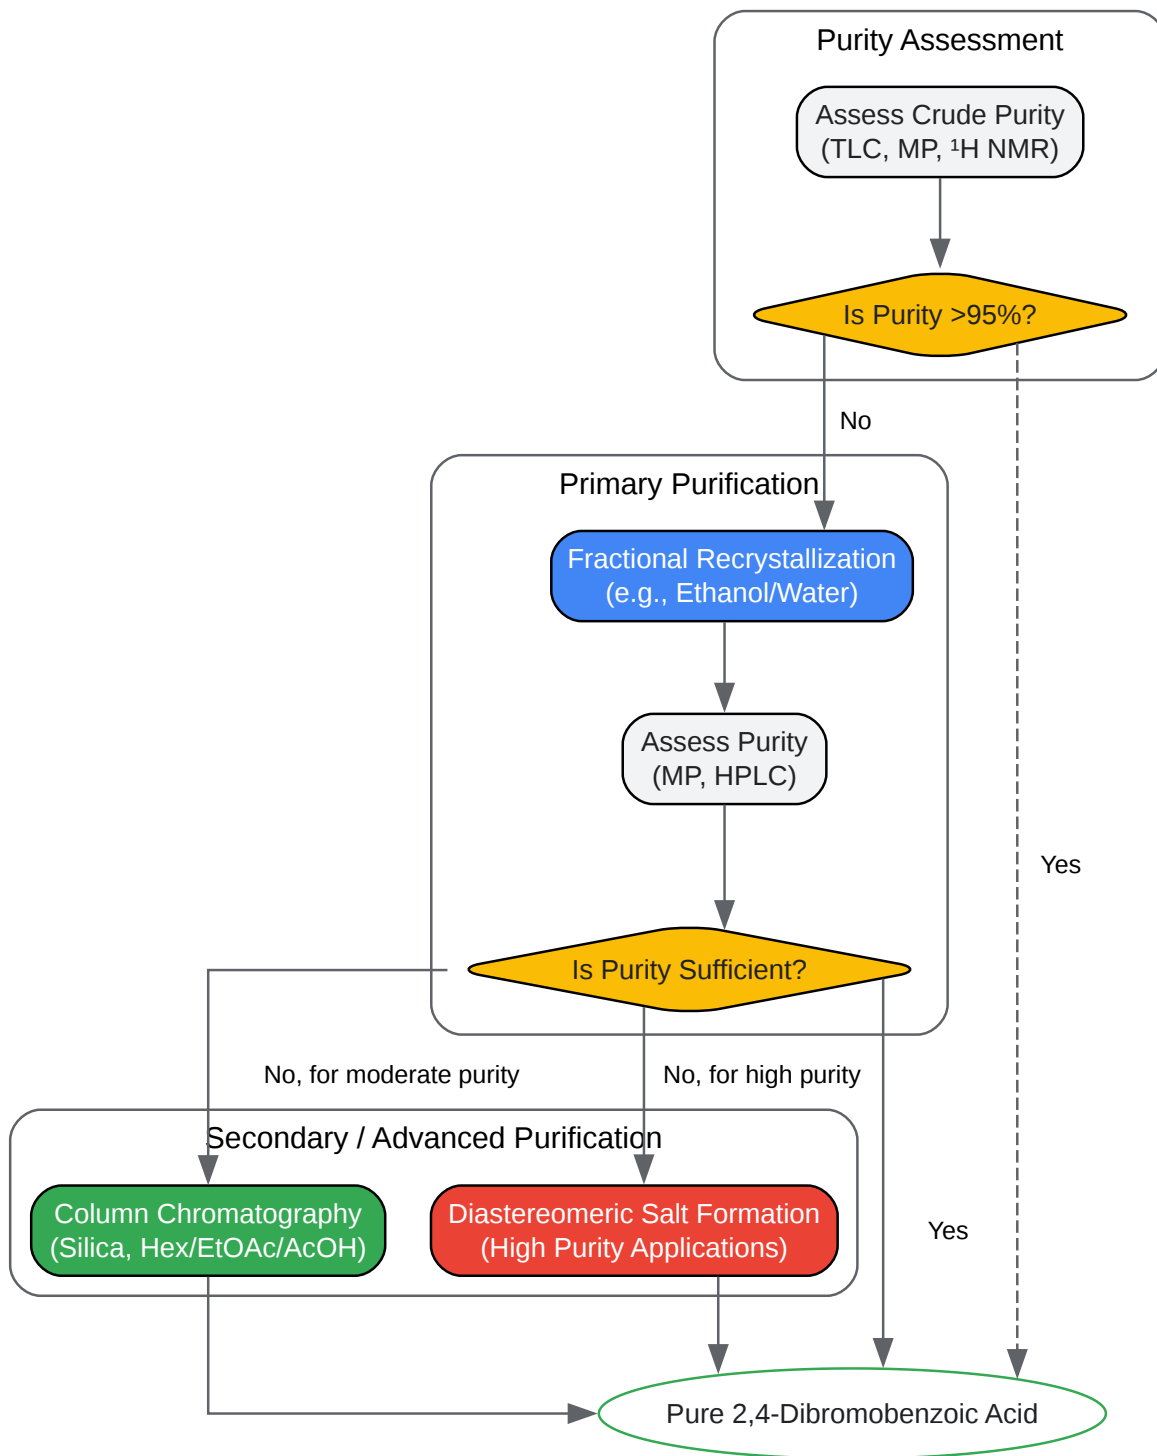 Purity Assessment
Assess Crude Purity
(TLC, MP, ¹H NMR)
Is Purity >95%?
No
Primary Purification
Fractional Recrystallization
(e.g., Ethanol/Water)
Assess Purity
(MP, HPLC)
Yes
Is Purity Sufficient?
No, for moderate purity
No, for high purity
Secondary / Advanced Purification
Column Chromatography
(Silica, Hex/EtOAc/AcOH)
Diastereomeric Salt Formation
(High Purity Applications)
Yes
Pure 2,4-Dibromobenzoic Acid